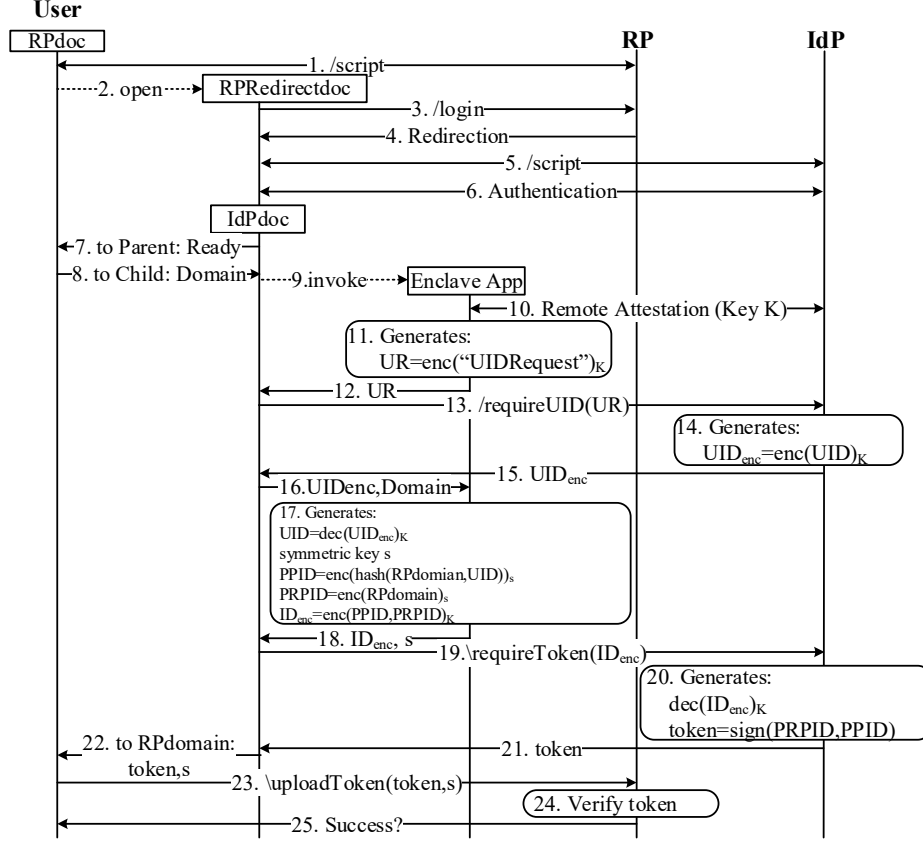 User
RPdoc
RP
IdP
1. /script
2. open
RPRedirectdoc
3. /login
4. Redirection
5. /script
6. Authentication
IdPdoc
7. to Parent: Ready
8. to Child: Domain
9.invoke
Enclave App
10. Remote Attestation (Key K)
11. Generates:
UR=enc(“UIDRequest”)K
12. UR
13. /requireUID(UR)
14. Generates:
UIDenc=enc(UID)K
15. UIDenc
16.UIDenc,Domain
17. Generates:
UID=dec(UIDenc)K
symmetric key s
PPID=enc(hash(RPdomian,UID))s
PRPID=enc(RPdomain)s
IDenc=enc(PPID,PRPID)K
18. IDenc, s
19.\requireToken(IDenc)
20. Generates:
dec(IDenc)K
token=sign(PRPID,PPID)
21. token
22. to RPdomain:
token,s
23. \uploadToken(token,s)
24. Verify token
25. Success?